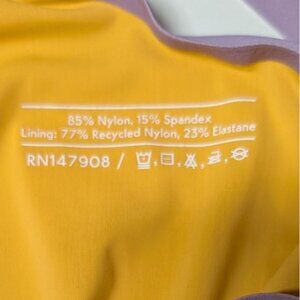 85% Nylon, 15% Spandex
Lining: 77% Recycled Nylon, 23% Elastane
RN147908 /